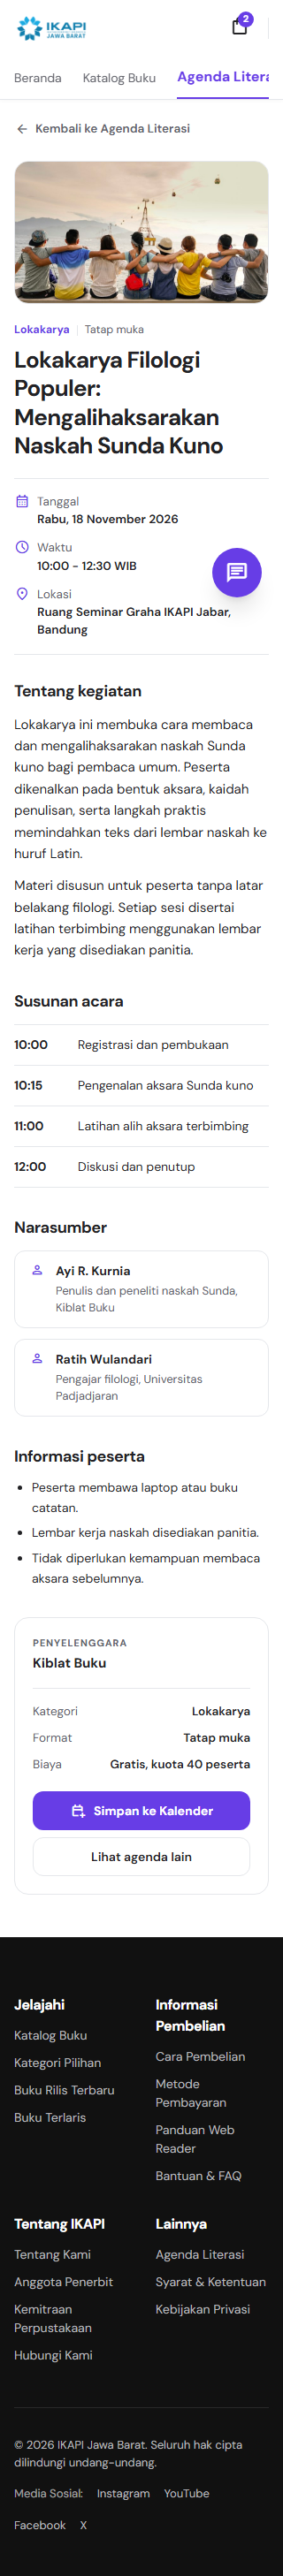 IKAPI
JAWA BARAT
2
Beranda
Katalog Buku
Agenda Litera
Kembali ke Agenda Literasi
Lokakarya
Tatap muka
Lokakarya Filologi
Populer:
Mengalihaksarakan
Naskah Sunda Kuno
Tanggal
Rabu, 18 November 2026
Waktu
10:00 - 12:30 WIB
Lokasi
Ruang Seminar Graha IKAPI Jabar,
Bandung
Tentang kegiatan
Lokakarya ini membuka cara membaca
dan mengalihaksarakan naskah Sunda
kuno bagi pembaca umum. Peserta
dikenalkan pada bentuk aksara, kaidah
penulisan, serta langkah praktis
memindahkan teks dari lembar naskah ke
huruf Latin.
Materi disusun untuk peserta tanpa latar
belakang filologi. Setiap sesi disertai
latihan terbimbing menggunakan lembar
kerja yang disediakan panitia.
Susunan acara
10:00 Registrasi dan pembukaan
10:15 Pengenalan aksara Sunda kuno
11:00 Latihan alih aksara terbimbing
12:00 Diskusi dan penutup
Narasumber
Ayi R. Kurnia
Penulis dan peneliti naskah Sunda,
Kiblat Buku
Ratih Wulandari
Pengajar filologi, Universitas
Padjadjaran
Informasi peserta
Peserta membawa laptop atau buku
catatan.
Lembar kerja naskah disediakan panitia.
Tidak diperlukan kemampuan membaca
aksara sebelumnya.
PENYELENGGARA
Kiblat Buku
Kategori Lokakarya
Format Tatap muka
Biaya Gratis, kuota 40 peserta
Simpan ke Kalender
Lihat agenda lain
Jelajahi
Katalog Buku
Kategori Pilihan
Buku Rilis Terbaru
Buku Terlaris
Informasi
Pembelian
Cara Pembelian
Metode
Pembayaran
Panduan Web
Reader
Bantuan & FAQ
Tentang IKAPI
Tentang Kami
Anggota Penerbit
Kemitraan
Perpustakaan
Hubungi Kami
Lainnya
Agenda Literasi
Syarat & Ketentuan
Kebijakan Privasi
© 2026 IKAPI Jawa Barat. Seluruh hak cipta
dilindungi undang-undang.
Media Sosial: Instagram YouTube
Facebook X